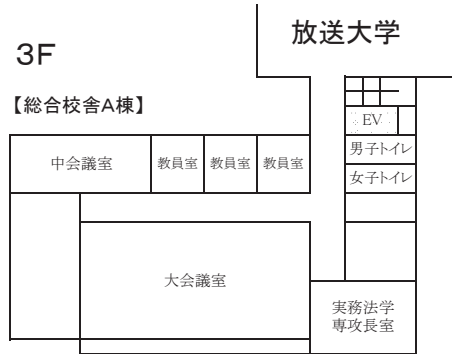 放送大学
3F
【総合校舎A棟】
EV
男子トイレ
中会議室
教員室
教員室
教員室
女子トイレ
大会議室
実務法学
専攻長室